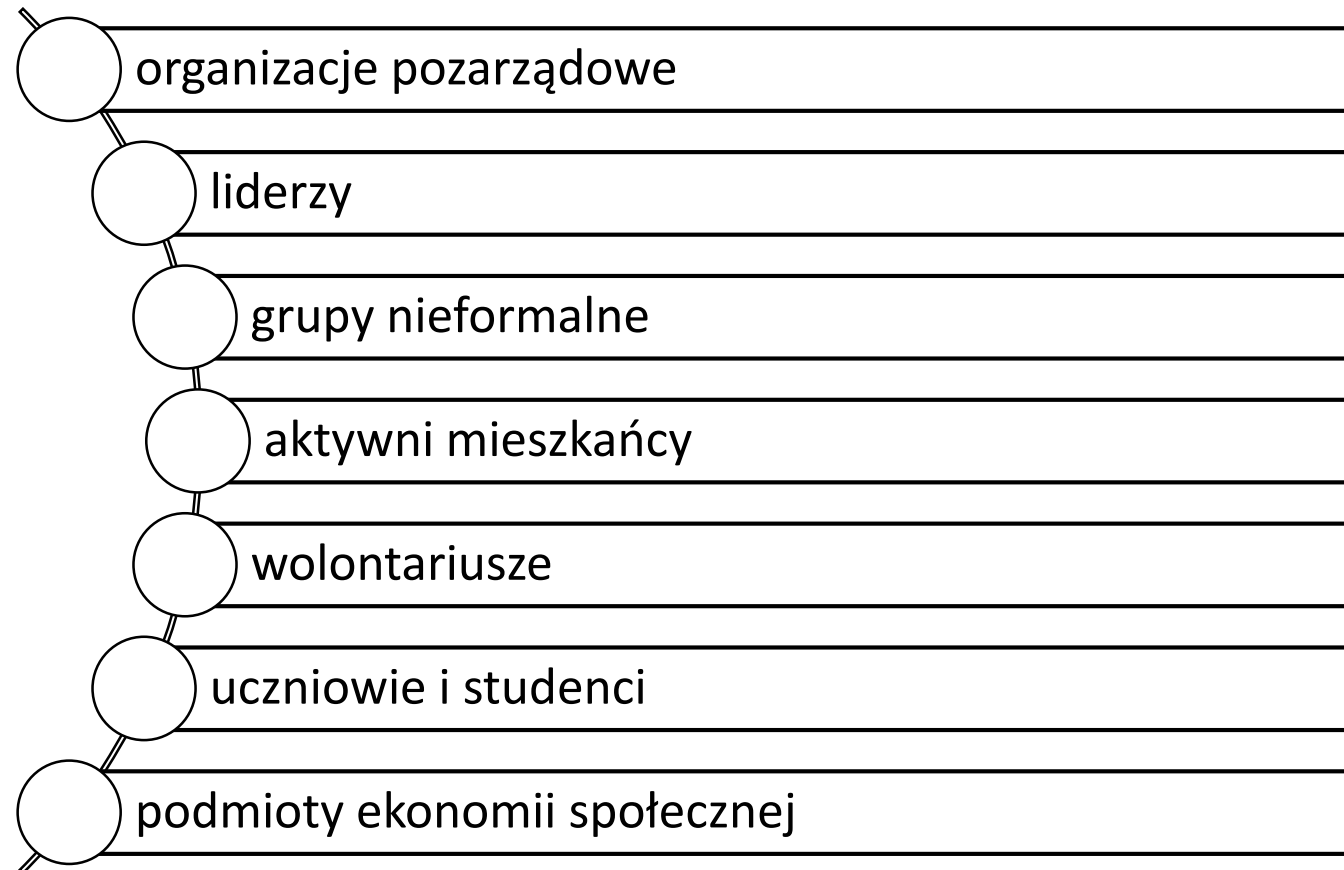 organizacje pozarządowe
liderzy
grupy nieformalne
aktywni mieszkańcy
wolontariusze
uczniowie i studenci
podmioty ekonomii społecznej